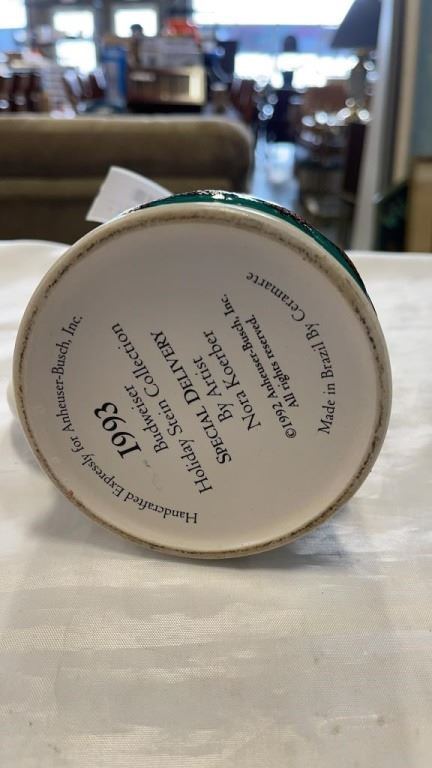 Handcrafted Expressly for Anheuser-Busch, Inc.
1993
Budweiser
Holiday Stein Collection
SPECIAL DELIVERY
By Artist
Nora Koerber
©1992 Anheuser-Busch, Inc.
All rights reserved.
Made in Brazil By Ceramarte